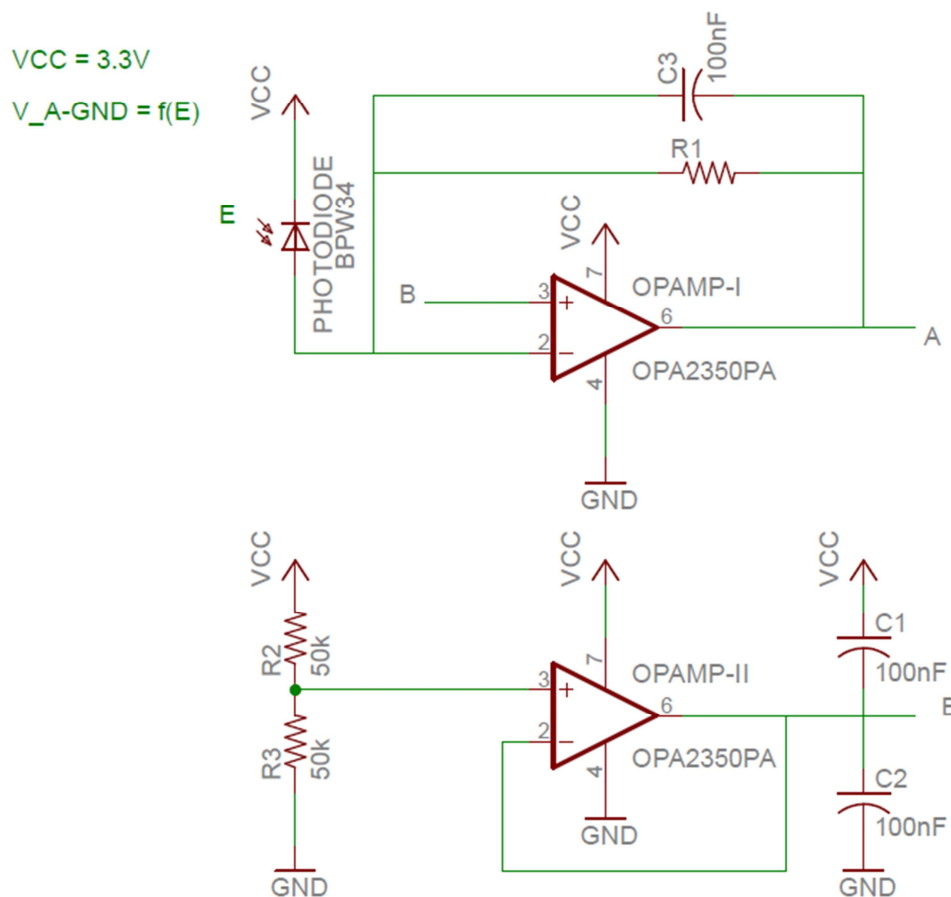 VCC = 3.3V
V_A-GND = f(E)
VCC
E
PHOTODIODE
BPW34
C3
100nF
R1
VCC
B
3
+
7
OPAMP-I
6
A
2
−
4
OPA2350PA
GND
VCC
VCC
VCC
R2
50k
7
OPAMP-II
C1
100nF
3
+
6
2
−
4
OPA2350PA
R3
50k
GND
C2
100nF
GND
GND